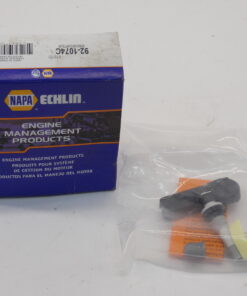 92-1074C
NAPA ECHLIN
ENGINE
MANAGEMENT
PRODUCTS
ENGINE MANAGEMENT PRODUCTS
PRODUITS POUR SYSTÈME
DE GESTION DU MOTEUR
PRODUCTOS PARA EL MANEJO DEL MOTOR